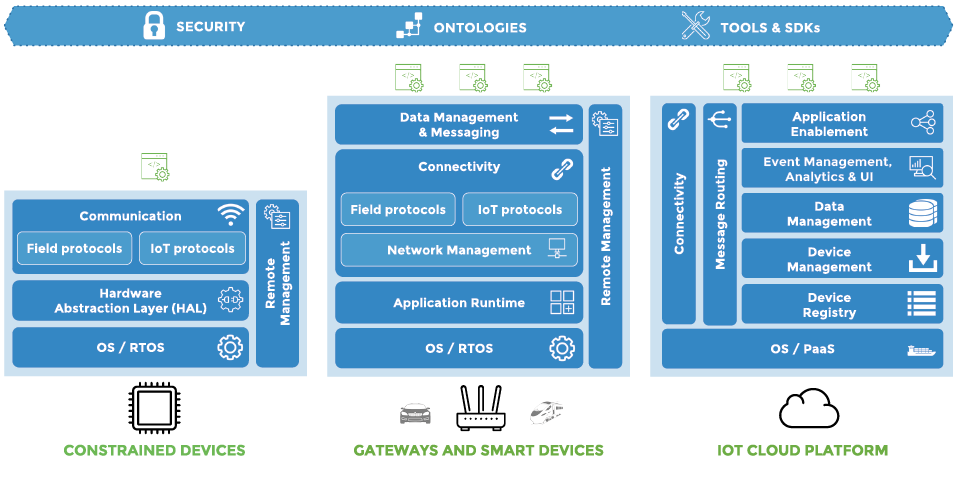 SECURITY
ONTOLOGIES
TOOLS & SDKs
Communication
Field protocols
IoT protocols
Hardware
Abstraction Layer (HAL)
OS / RTOS
Remote
Management
CONSTRAINED DEVICES
Data Management
& Messaging
Connectivity
Field protocols
IoT protocols
Network Management
Application Runtime
OS / RTOS
Remote Management
GATEWAYS AND SMART DEVICES
Connectivity
Message Routing
Application
Enablement
Event Management,
Analytics & UI
Data
Management
Device
Management
Device
Registry
OS / PaaS
IOT CLOUD PLATFORM